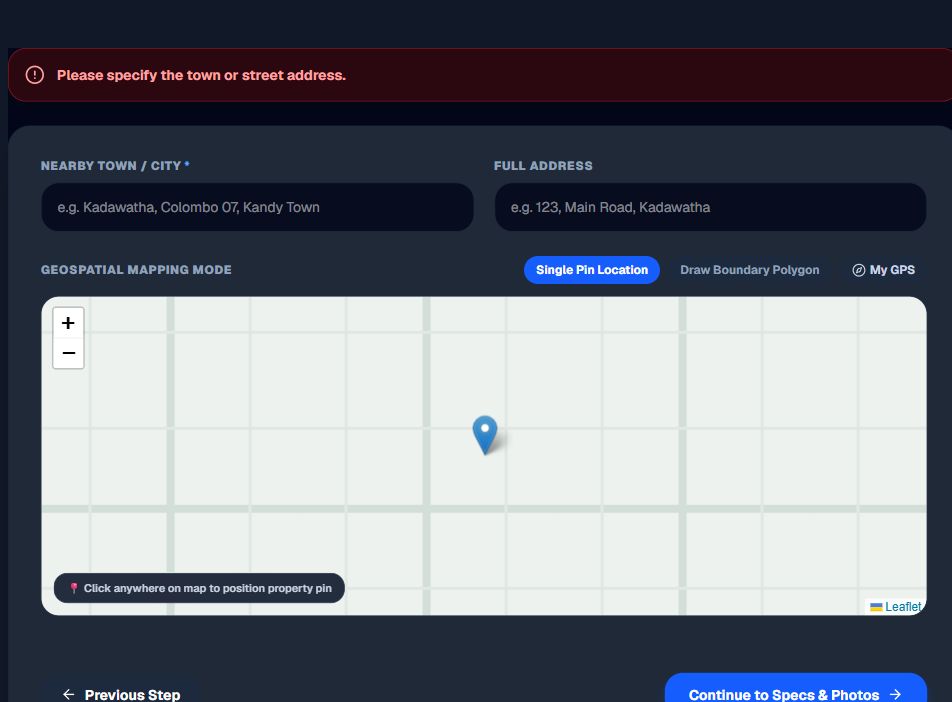 Please specify the town or street address.
NEARBY TOWN / CITY *
FULL ADDRESS
e.g. Kadawatha, Colombo 07, Kandy Town
e.g. 123, Main Road, Kadawatha
GEOSPATIAL MAPPING MODE
Single Pin Location
Draw Boundary Polygon
My GPS
+
−
📍 Click anywhere on map to position property pin
Leaflet
← Previous Step
Continue to Specs & Photos →